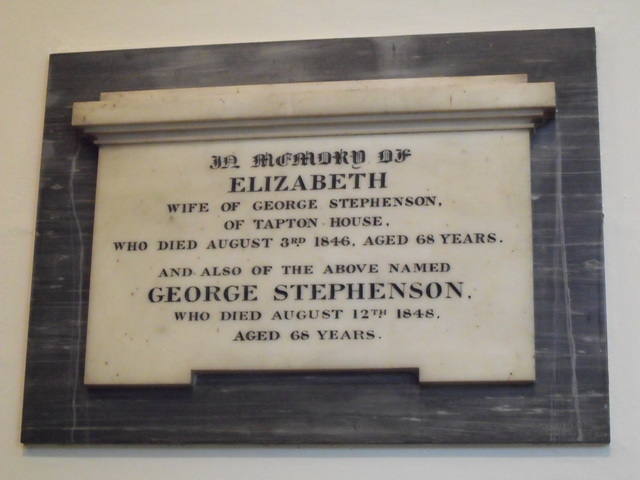 IN MEMORY OF
ELIZABETH
WIFE OF GEORGE STEPHENSON,
OF TAPTON HOUSE,
WHO DIED AUGUST 3RD 1846, AGED 68 YEARS.
AND ALSO OF THE ABOVE NAMED
GEORGE STEPHENSON.
WHO DIED AUGUST 12TH 1848,
AGED 68 YEARS.